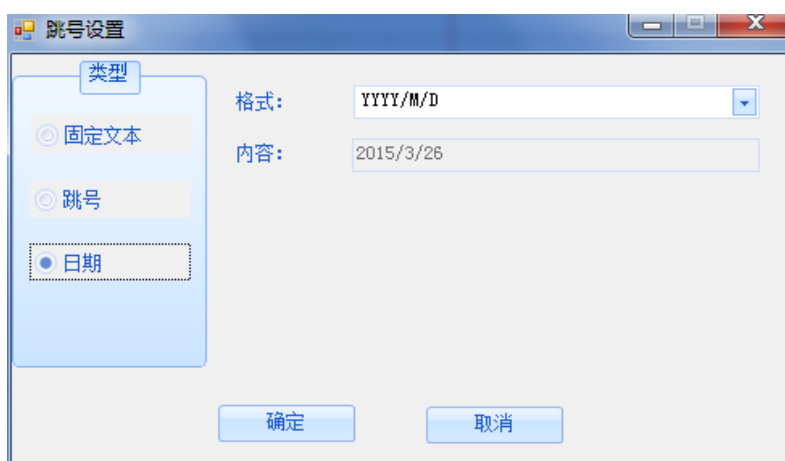 跳号设置
类型
固定文本
跳号
日期
格式: YYYY/M/D
内容: 2015/3/26
确定 取消